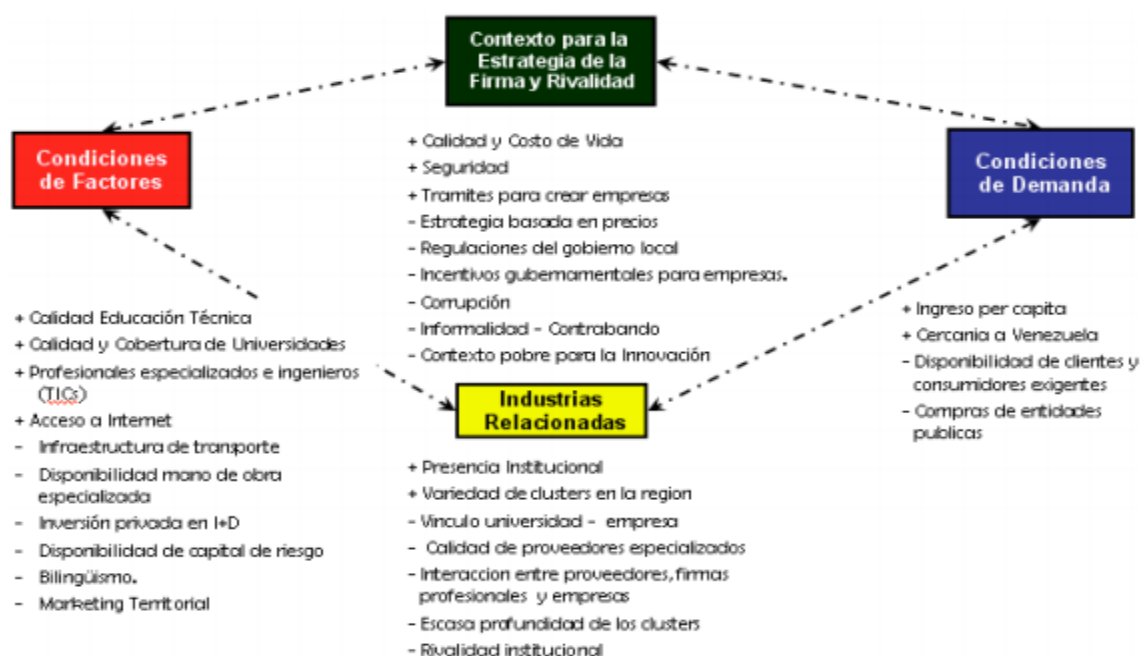 Contexto para la
Estrategia de la
Firma y Rivalidad
Condiciones
de Factores
Condiciones
de Demanda
+ Calidad y Costo de Vida
+ Seguridad
+ Tramites para crear empresas
- Estrategia basada en precios
- Regulaciones del gobierno local
- Incentivos gubernamentales para empresas.
- Corrupción
- Informalidad - Contrabando
- Contexto pobre para la Innovación
+ Calidad Educación Técnica
+ Calidad y Cobertura de Universidades
+ Profesionales especializados e ingenieros
(TICs)
+ Acceso a Internet
- Infraestructura de transporte
- Disponibilidad mano de obra
especializada
- Inversión privada en I+D
- Disponibilidad de capital de riesgo
- Bilingüismo.
- Marketing Territorial
+ Ingreso per capita
+ Cercania a Venezuela
- Disponibilidad de clientes y
consumidores exigentes
- Compras de entidades
publicas
Industrias
Relacionadas
+ Presencia Institucional
+ Variedad de clusters en la region
- Vinculo universidad - empresa
- Calidad de proveedores especializados
- Interaccion entre proveedores, firmas
profesionales y empresas
- Escasa profundidad de los clusters
- Rivalidad institucional